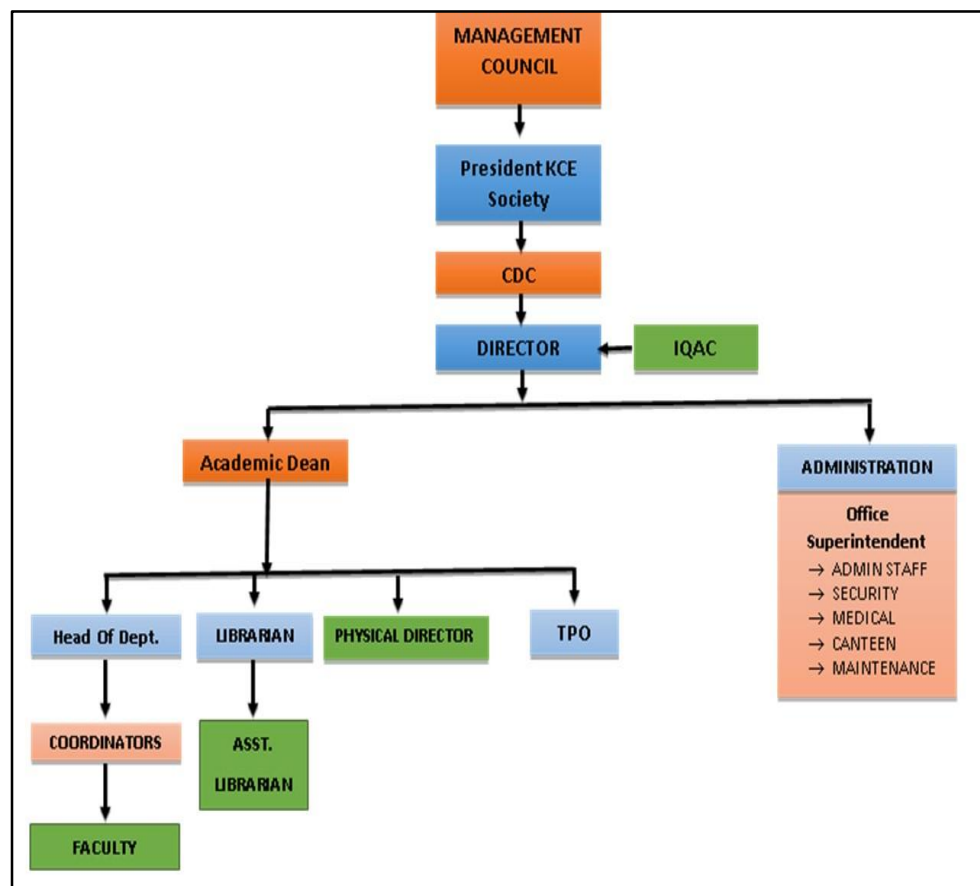 MANAGEMENT
COUNCIL
President KCE
Society
CDC
DIRECTOR
IQAC
Academic Dean
ADMINISTRATION
Office
Superintendent
→ ADMIN STAFF
→ SECURITY
→ MEDICAL
→ CANTEEN
→ MAINTENANCE
Head Of Dept.
LIBRARIAN
PHYSICAL DIRECTOR
TPO
COORDINATORS
ASST.
LIBRARIAN
FACULTY